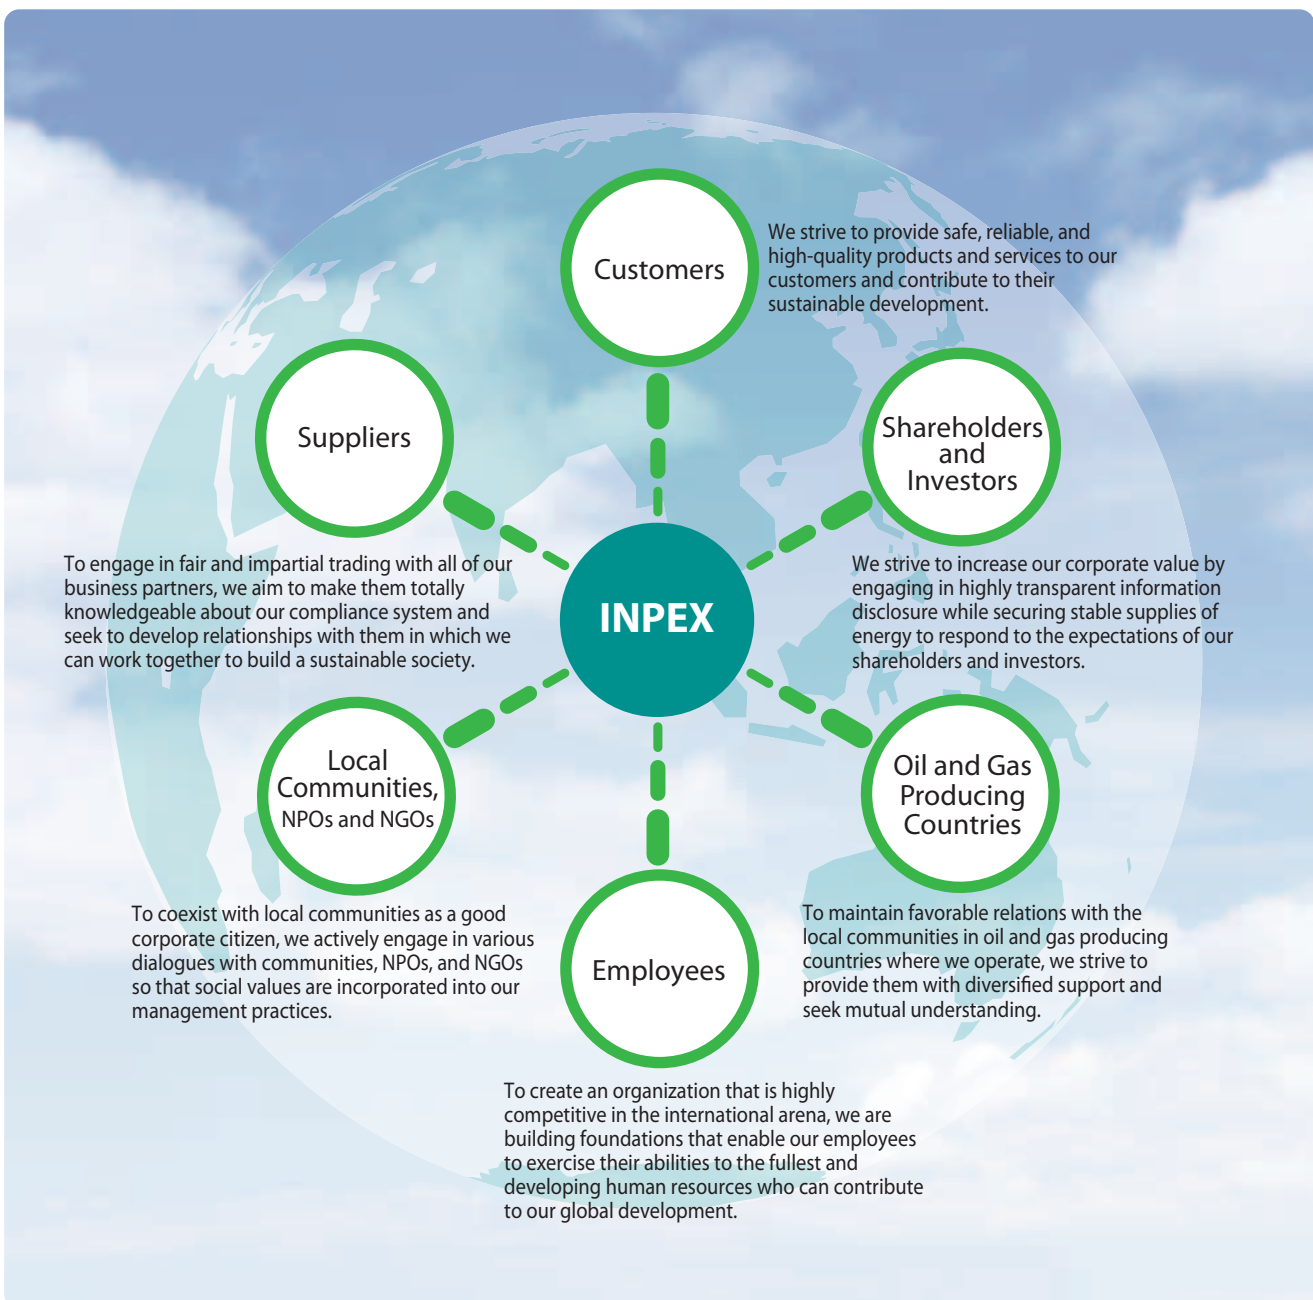 Customers
We strive to provide safe, reliable, and
high-quality products and services to our
customers and contribute to their
sustainable development.
Suppliers
To engage in fair and impartial trading with all of our
business partners, we aim to make them totally
knowledgeable about our compliance system and
seek to develop relationships with them in which we
can work together to build a sustainable society.
Shareholders
and
Investors
We strive to increase our corporate value by
engaging in highly transparent information
disclosure while securing stable supplies of
energy to respond to the expectations of our
shareholders and investors.
INPEX
Local
Communities,
NPOs and NGOs
To coexist with local communities as a good
corporate citizen, we actively engage in various
dialogues with communities, NPOs, and NGOs
so that social values are incorporated into our
management practices.
Oil and Gas
Producing
Countries
To maintain favorable relations with the
local communities in oil and gas producing
countries where we operate, we strive to
provide them with diversified support and
seek mutual understanding.
Employees
To create an organization that is highly
competitive in the international arena, we are
building foundations that enable our employees
to exercise their abilities to the fullest and
developing human resources who can contribute
to our global development.